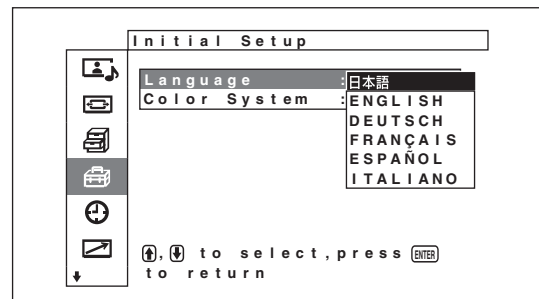 Initial Setup
Language :日本語
Color System :ENGLISH
DEUTSCH
FRANÇAIS
ESPAÑOL
ITALIANO
, to select,press ENTER
to return